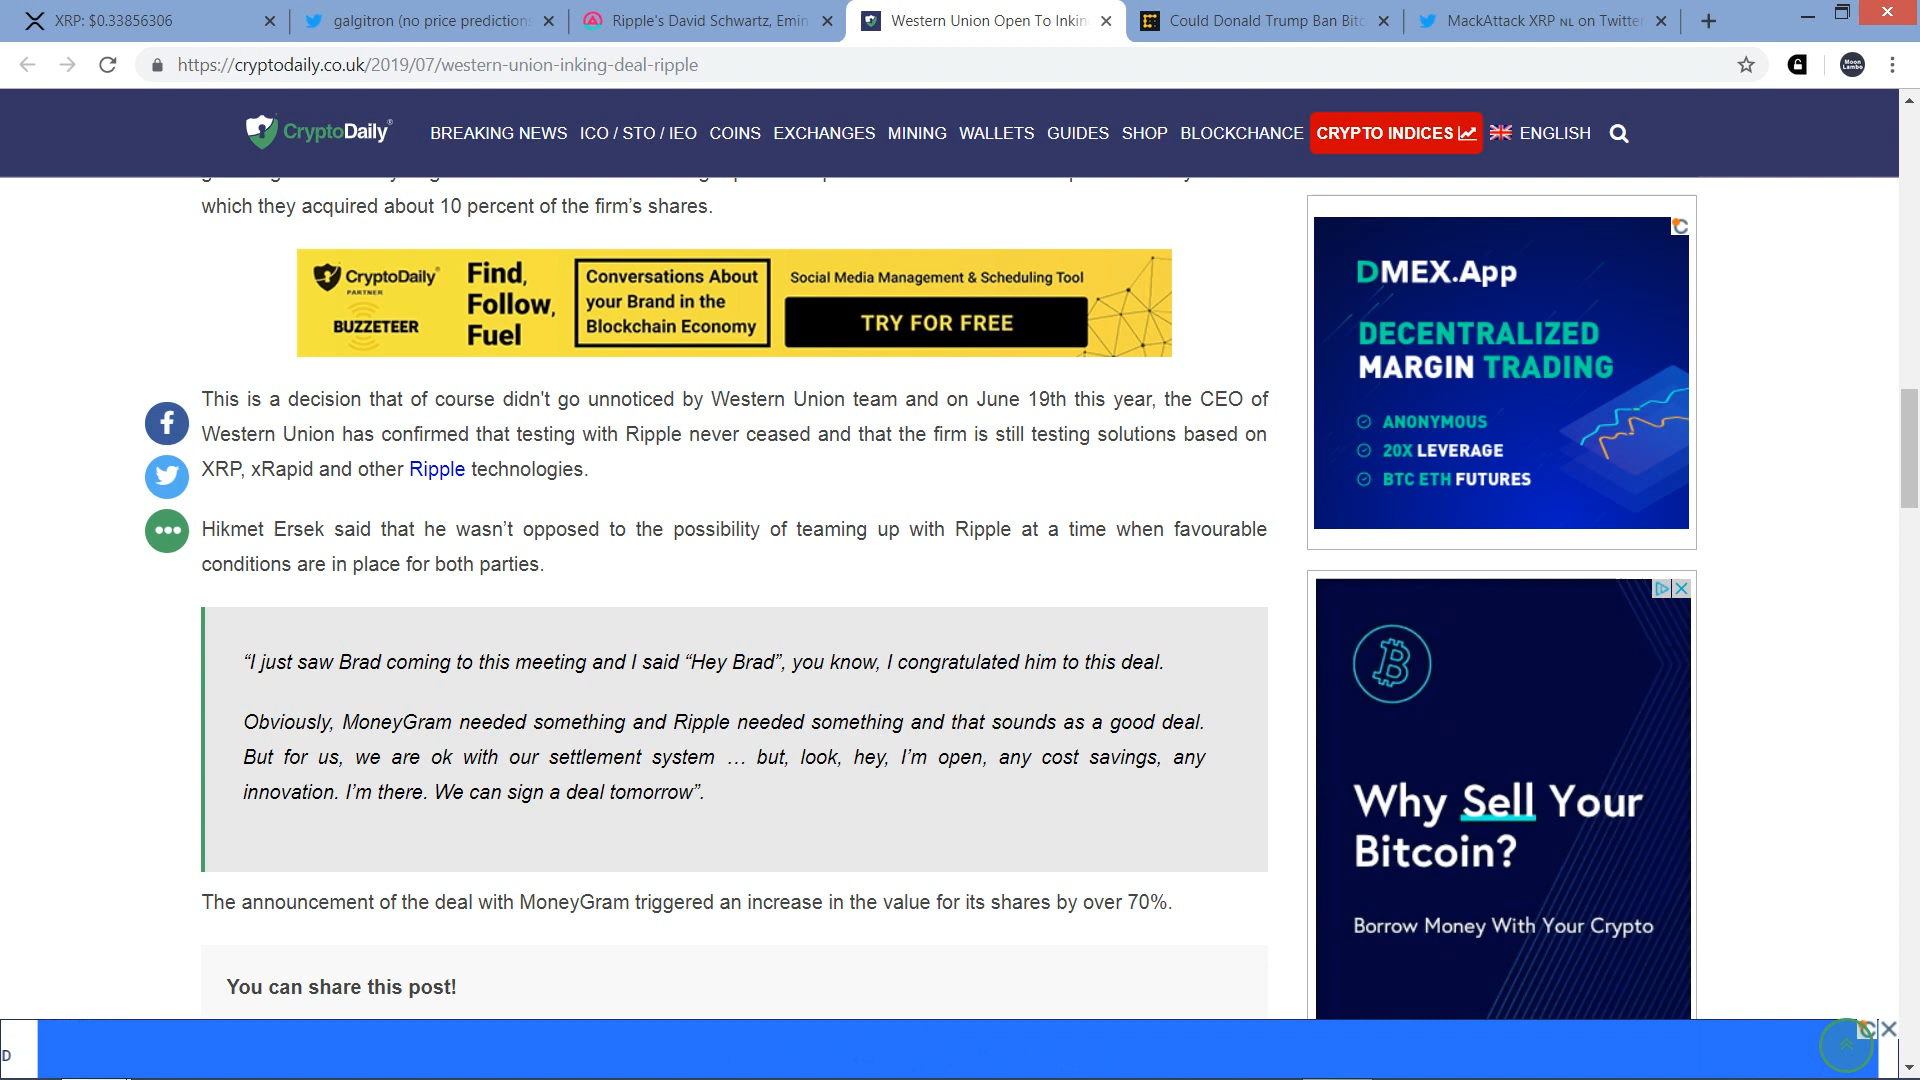 XRP: $0.33856306
galgitron (no price predictions
Ripple's David Schwartz, Emin
Western Union Open To Inkin
Could Donald Trump Ban Bitc
MackAttack XRP NL on Twitter
https://cryptodaily.co.uk/2019/07/western-union-inking-deal-ripple
Moon Lambo
CryptoDaily
BREAKING NEWS ICO / STO / IEO COINS EXCHANGES MINING WALLETS GUIDES SHOP BLOCKCHANCE CRYPTO INDICES ENGLISH
which they acquired about 10 percent of the firm's shares.
CryptoDaily
PARTNER
BUZZETEER
Find,
Follow,
Fuel
Conversations About
your Brand in the
Blockchain Economy
Social Media Management & Scheduling Tool
TRY FOR FREE
This is a decision that of course didn't go unnoticed by Western Union team and on June 19th this year, the CEO of
Western Union has confirmed that testing with Ripple never ceased and that the firm is still testing solutions based on
XRP, xRapid and other Ripple technologies.
Hikmet Ersek said that he wasn't opposed to the possibility of teaming up with Ripple at a time when favourable
conditions are in place for both parties.
“I just saw Brad coming to this meeting and I said “Hey Brad”, you know, I congratulated him to this deal.
Obviously, MoneyGram needed something and Ripple needed something and that sounds as a good deal.
But for us, we are ok with our settlement system … but, look, hey, I'm open, any cost savings, any
innovation. I'm there. We can sign a deal tomorrow”.
The announcement of the deal with MoneyGram triggered an increase in the value for its shares by over 70%.
You can share this post!
DMEX.App
DECENTRALIZED
MARGIN TRADING
ANONYMOUS
20X LEVERAGE
BTC ETH FUTURES
Why Sell Your
Bitcoin?
Borrow Money With Your Crypto
D